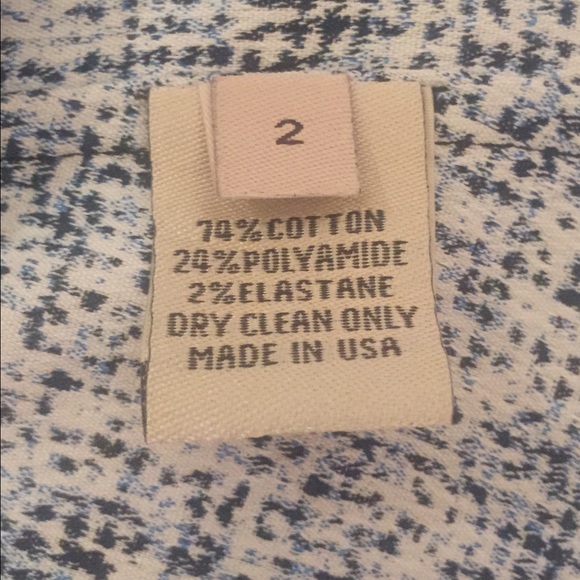 2
74%COTTON
24%POLYAMIDE
2%ELASTANE
DRY CLEAN ONLY
MADE IN USA